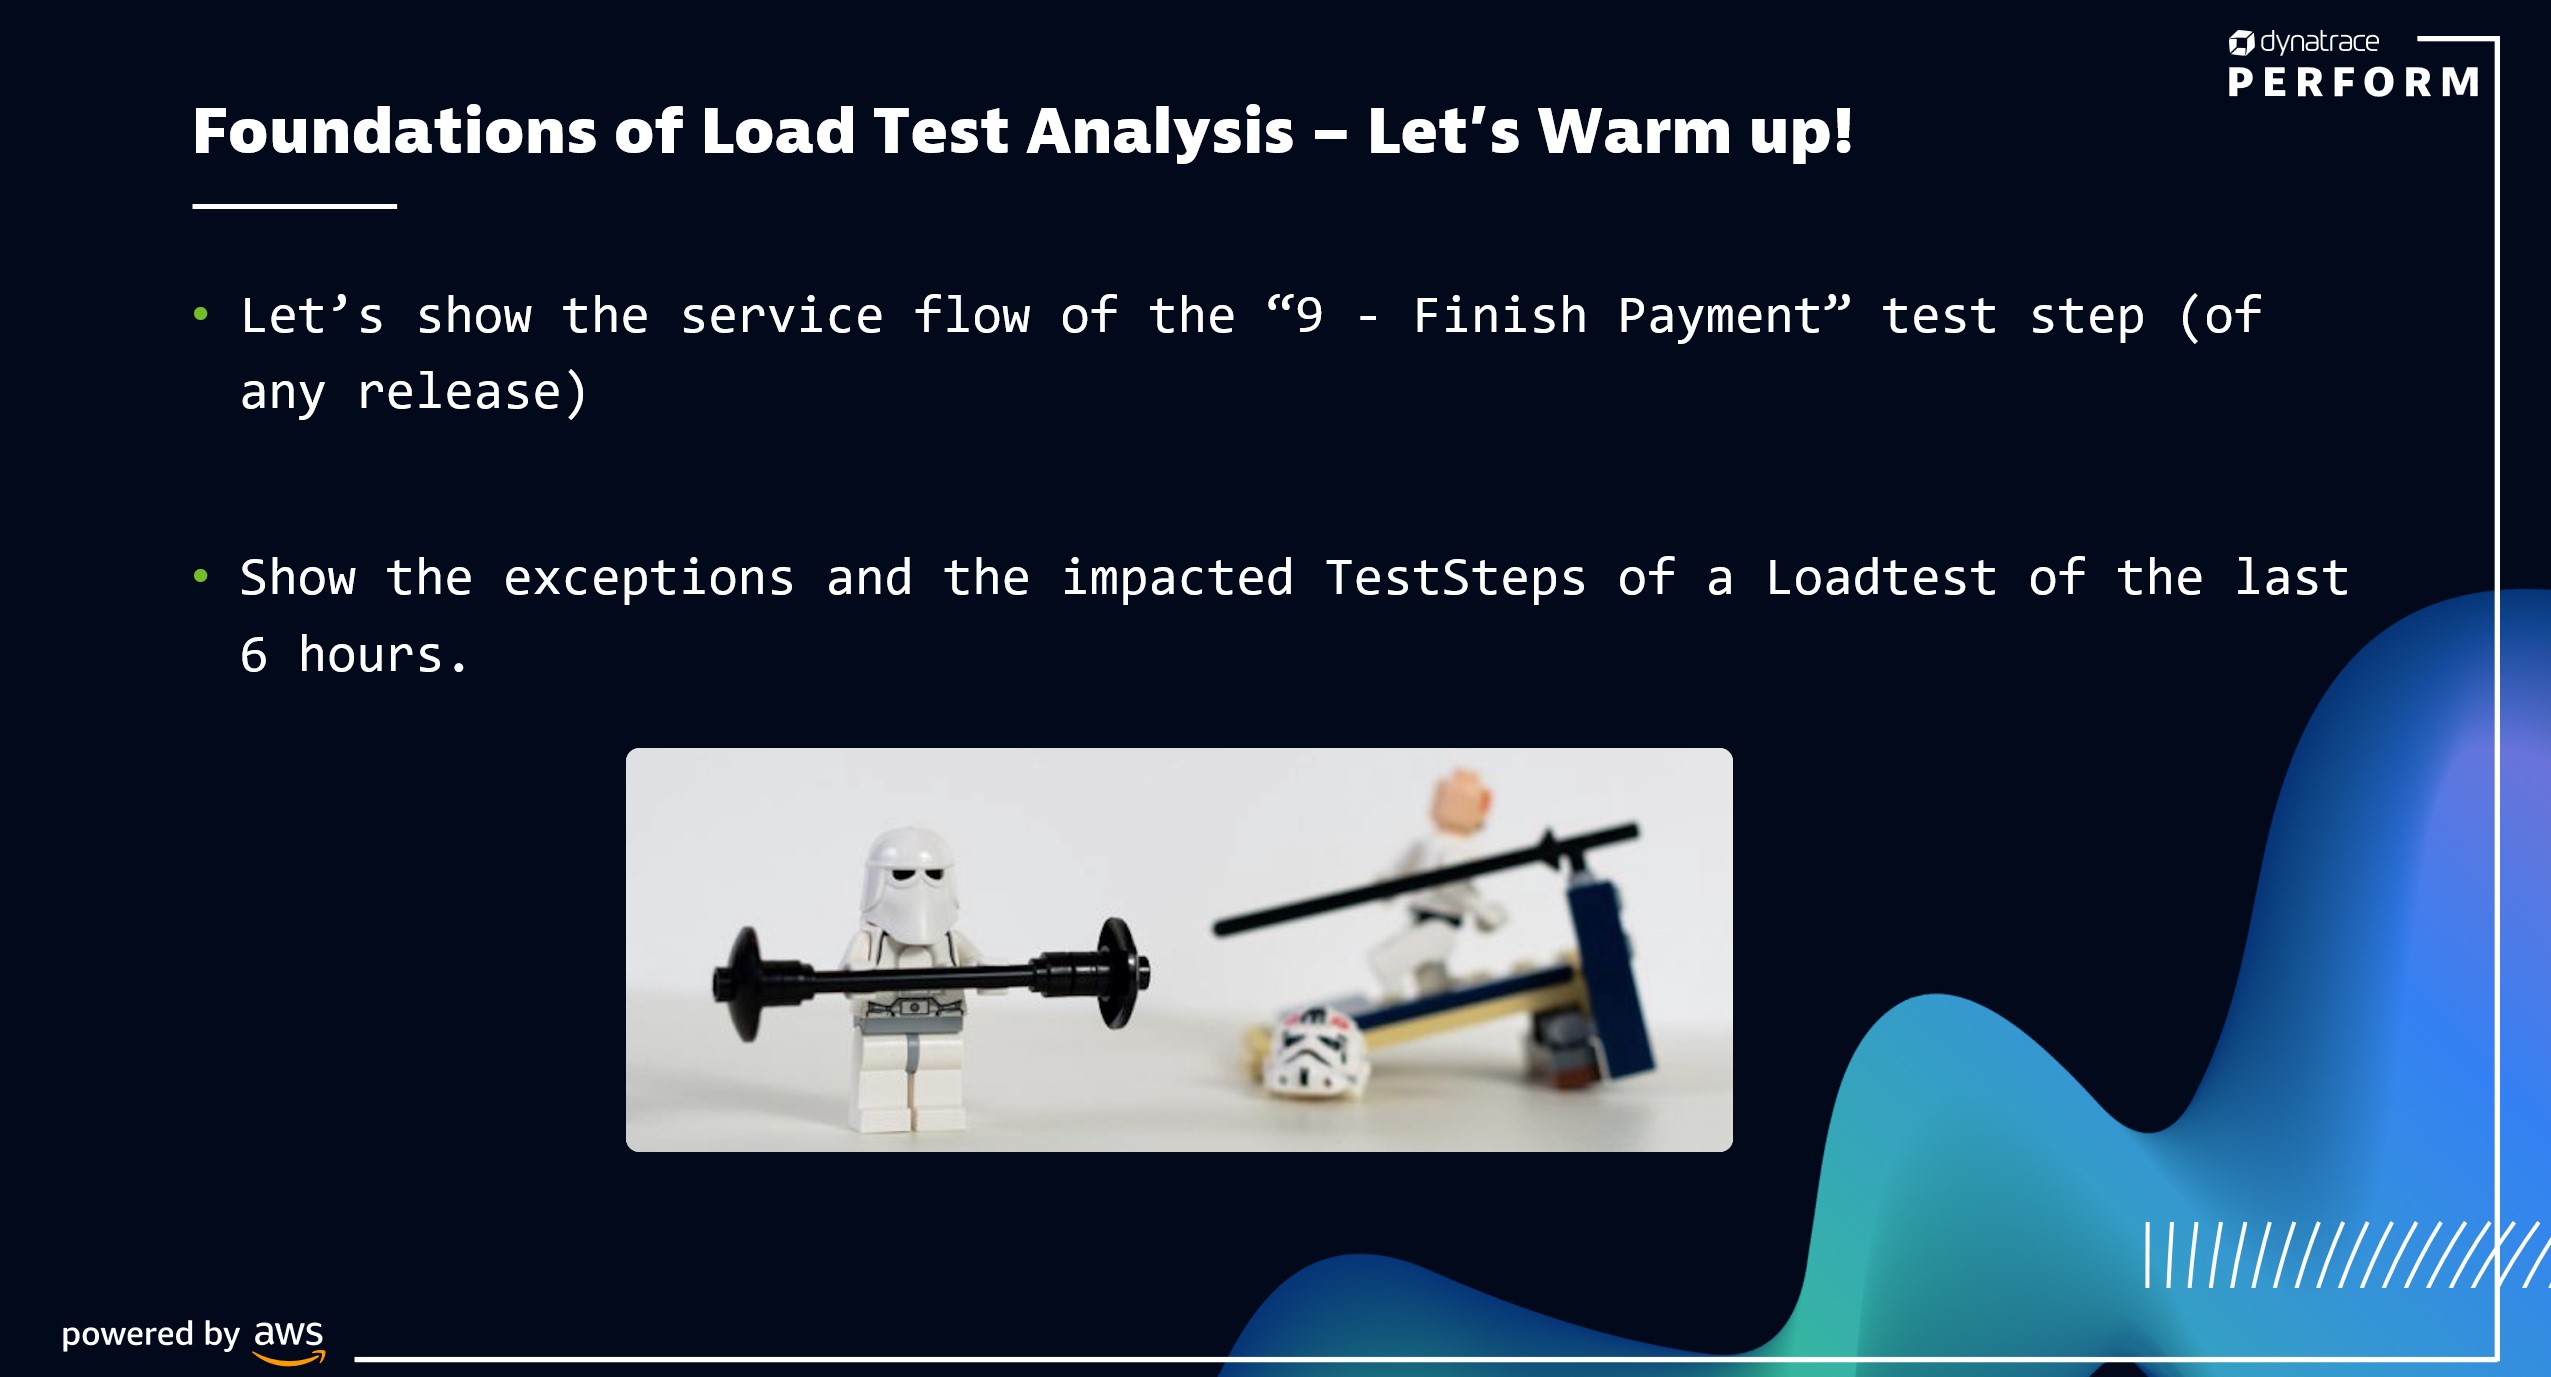 dynatrace
PERFORM
Foundations of Load Test Analysis – Let’s Warm up!
• Let’s show the service flow of the “9 - Finish Payment” test step (of
any release)
• Show the exceptions and the impacted TestSteps of a Loadtest of the last
6 hours.
powered by aws